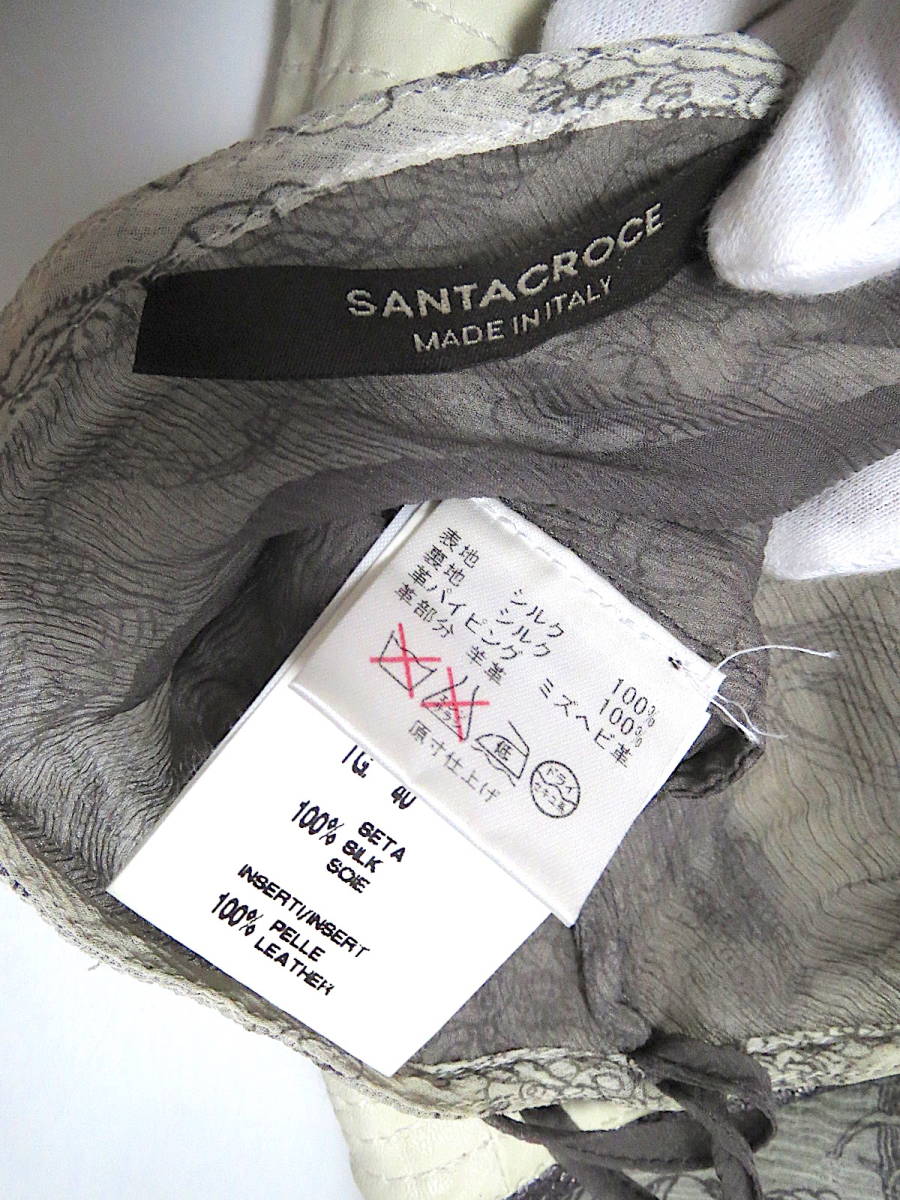 SANTACROCE
MADE IN ITALY
表地 シルク 100%
裏地 シルク 100%
革パイピング ミズヘビ革
革部分 羊革
低
ドライ
原寸仕上げ
TG. 40
SETA
100% SILK
SOIE
INSERTI/INSERT
100% PELLE
LEATHER